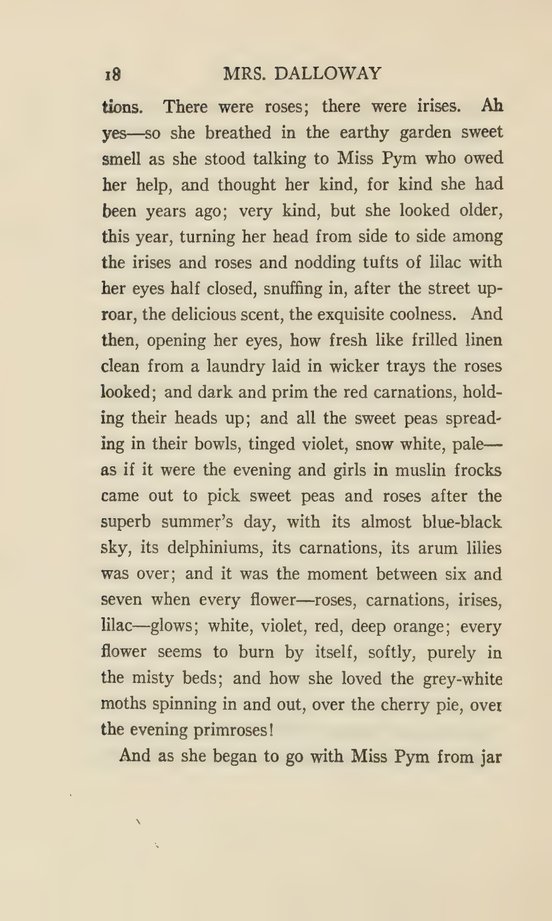 18 MRS. DALLOWAY
tions. There were roses; there were irises. Ah
yes—so she breathed in the earthy garden sweet
smell as she stood talking to Miss Pym who owed
her help, and thought her kind, for kind she had
been years ago; very kind, but she looked older,
this year, turning her head from side to side among
the irises and roses and nodding tufts of lilac with
her eyes half closed, snuffing in, after the street up-
roar, the delicious scent, the exquisite coolness. And
then, opening her eyes, how fresh like frilled linen
clean from a laundry laid in wicker trays the roses
looked; and dark and prim the red carnations, hold-
ing their heads up; and all the sweet peas spread-
ing in their bowls, tinged violet, snow white, pale—
as if it were the evening and girls in muslin frocks
came out to pick sweet peas and roses after the
superb summer's day, with its almost blue-black
sky, its delphiniums, its carnations, its arum lilies
was over; and it was the moment between six and
seven when every flower—roses, carnations, irises,
lilac—glows; white, violet, red, deep orange; every
flower seems to burn by itself, softly, purely in
the misty beds; and how she loved the grey-white
moths spinning in and out, over the cherry pie, over
the evening primroses!
And as she began to go with Miss Pym from jar